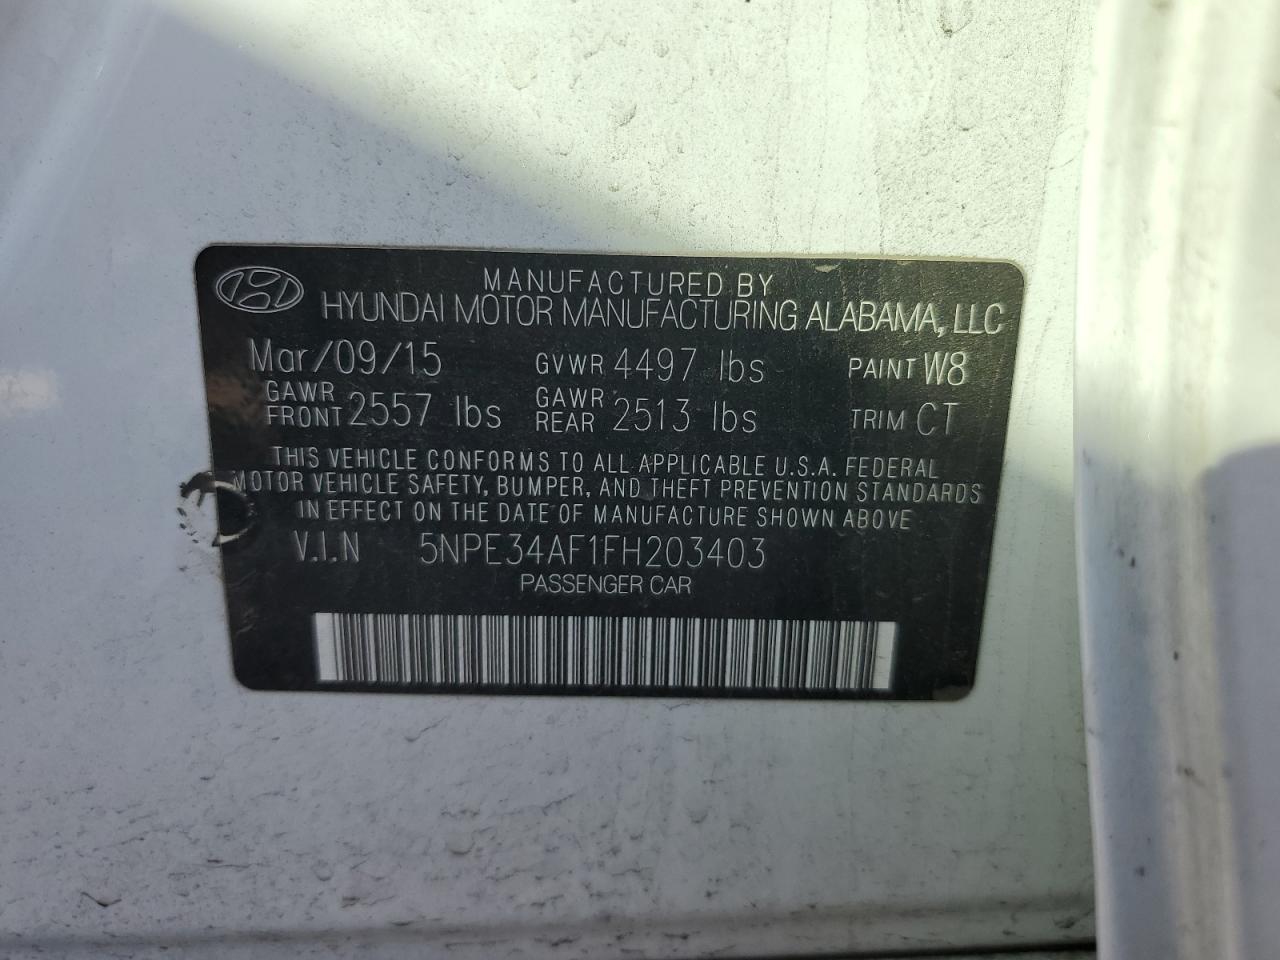 MANUFACTURED BY
HYUNDAI MOTOR MANUFACTURING ALABAMA, LLC
Mar/09/15 GVWR 4497 lbs PAINT W8
GAWR FRONT 2557 lbs GAWR REAR 2513 lbs TRIM CT
THIS VEHICLE CONFORMS TO ALL APPLICABLE U.S.A. FEDERAL
MOTOR VEHICLE SAFETY, BUMPER, AND THEFT PREVENTION STANDARDS
IN EFFECT ON THE DATE OF MANUFACTURE SHOWN ABOVE
V.I.N 5NPE34AF1FH203403
PASSENGER CAR